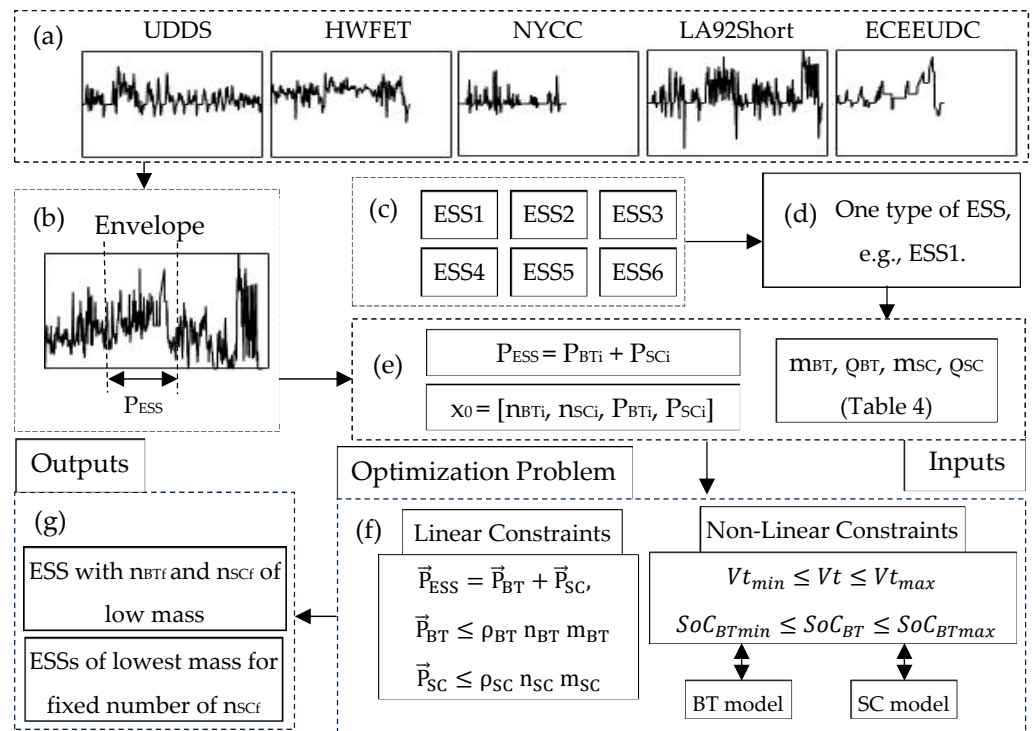 (a)
UDDS
HWFET
NYCC
LA92Short
ECEEUDC
(b)
Envelope
PESS
(c)
ESS1
ESS2
ESS3
ESS4
ESS5
ESS6
(d)
One type of ESS,
e.g., ESS1.
(e)
PESS = PBTi + PSCi
x0 = [nBTi, nSCi, PBTi, PSCi]
mBT, ϱBT, mSC, ϱSC
(Table 4)
Inputs
Optimization Problem
Outputs
(f)
Linear Constraints
P⃗ESS = P⃗BT + P⃗SC,
P⃗BT ≤ ρBT nBT mBT
P⃗SC ≤ ρSC nSC mSC
Non-Linear Constraints
Vtmin ≤ Vt ≤ Vtmax
SoCBTmin ≤ SoCBT ≤ SoCBTmax
BT model
SC model
(g)
ESS with nBTf and nSCf of
low mass
ESSs of lowest mass for
fixed number of nSCf